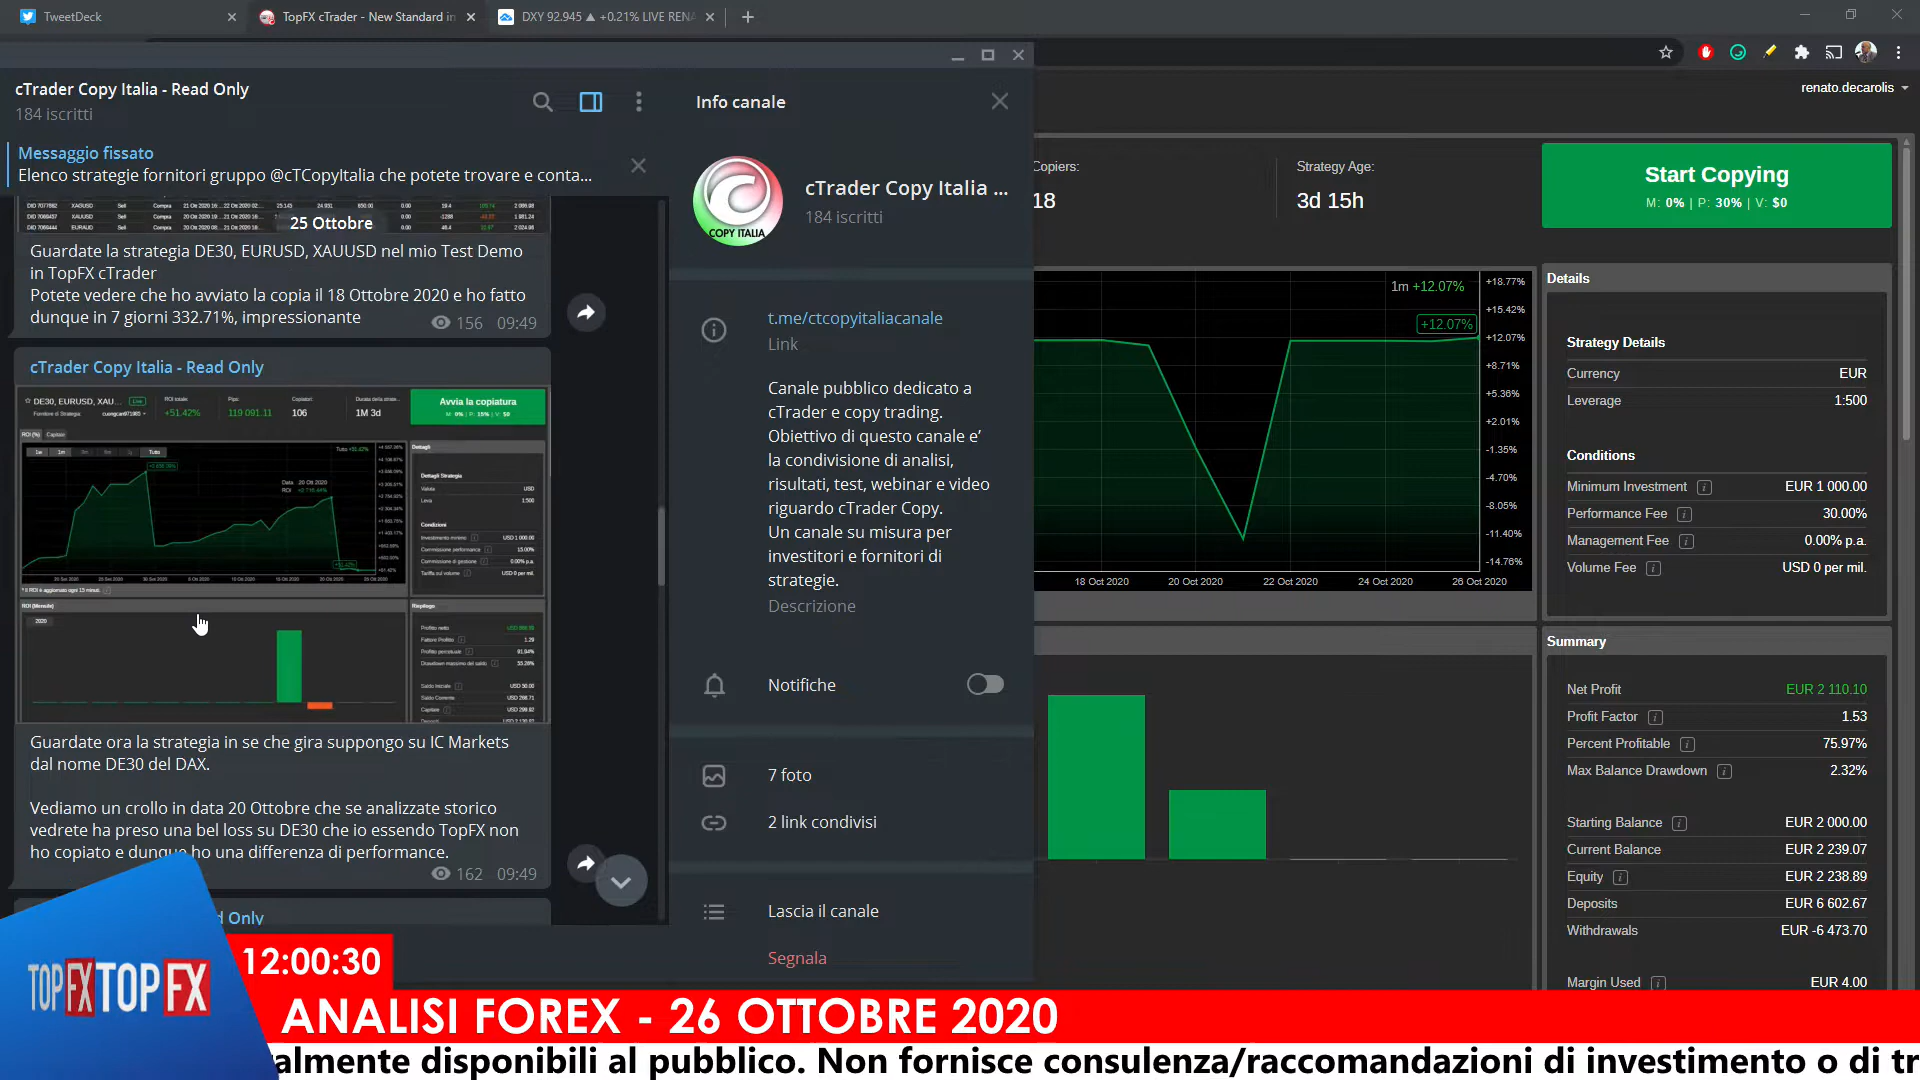 TweetDeck
TopFX cTrader - New Standard in
DXY 92.945 ▲ +0.21% LIVE RENA
renato.decarolis
cTrader Copy Italia - Read Only
184 iscritti
Messaggio fissato
Elenco strategie fornitori gruppo @cTCopyItalia che potete trovare e conta...
25 Ottobre
Guardate la strategia DE30, EURUSD, XAUUSD nel mio Test Demo
in TopFX cTrader
Potete vedere che ho avviato la copia il 18 Ottobre 2020 e ho fatto
dunque in 7 giorni 332.71%, impressionante
156 09:49
cTrader Copy Italia - Read Only
DE30, EURUSD, XAU...
+51.42%
119 091.11
106
1M 3d
Avvia la copiatura
M: 0% | P: 15% | V: $0
Guardate ora la strategia in se che gira suppongo su IC Markets
dal nome DE30 del DAX.
Vediamo un crollo in data 20 Ottobre che se analizzate storico
vedrete ha preso una bel loss su DE30 che io essendo TopFX non
ho copiato e dunque ho una differenza di performance.
162 09:49
d Only
Info canale
cTrader Copy Italia ...
184 iscritti
COPY ITALIA
t.me/ctcopyitaliacanale
Link
Canale pubblico dedicato a
cTrader e copy trading.
Obiettivo di questo canale e’
la condivisione di analisi,
risultati, test, webinar e video
riguardo cTrader Copy.
Un canale su misura per
investitori e fornitori di
strategie.
Descrizione
Notifiche
7 foto
2 link condivisi
Lascia il canale
Segnala
Copiers:
18
Strategy Age:
3d 15h
Start Copying
M: 0% | P: 30% | V: $0
1m +12.07%
+12.07%
+18.77%
+15.42%
+12.07%
+8.71%
+5.36%
+2.01%
-1.35%
-4.70%
-8.05%
-11.40%
-14.76%
18 Oct 2020
20 Oct 2020
22 Oct 2020
24 Oct 2020
26 Oct 2020
Details
Strategy Details
Currency EUR
Leverage 1:500
Conditions
Minimum Investment EUR 1 000.00
Performance Fee 30.00%
Management Fee 0.00% p.a.
Volume Fee USD 0 per mil.
Summary
Net Profit EUR 2 110.10
Profit Factor 1.53
Percent Profitable 75.97%
Max Balance Drawdown 2.32%
Starting Balance EUR 2 000.00
Current Balance EUR 2 239.07
Equity EUR 2 238.89
Deposits EUR 6 602.67
Withdrawals EUR -6 473.70
Margin Used EUR 4.00
TOPFX TOPFX
12:00:30
ANALISI FOREX - 26 OTTOBRE 2020
almente disponibili al pubblico. Non fornisce consulenza/raccomandazioni di investimento o di tr